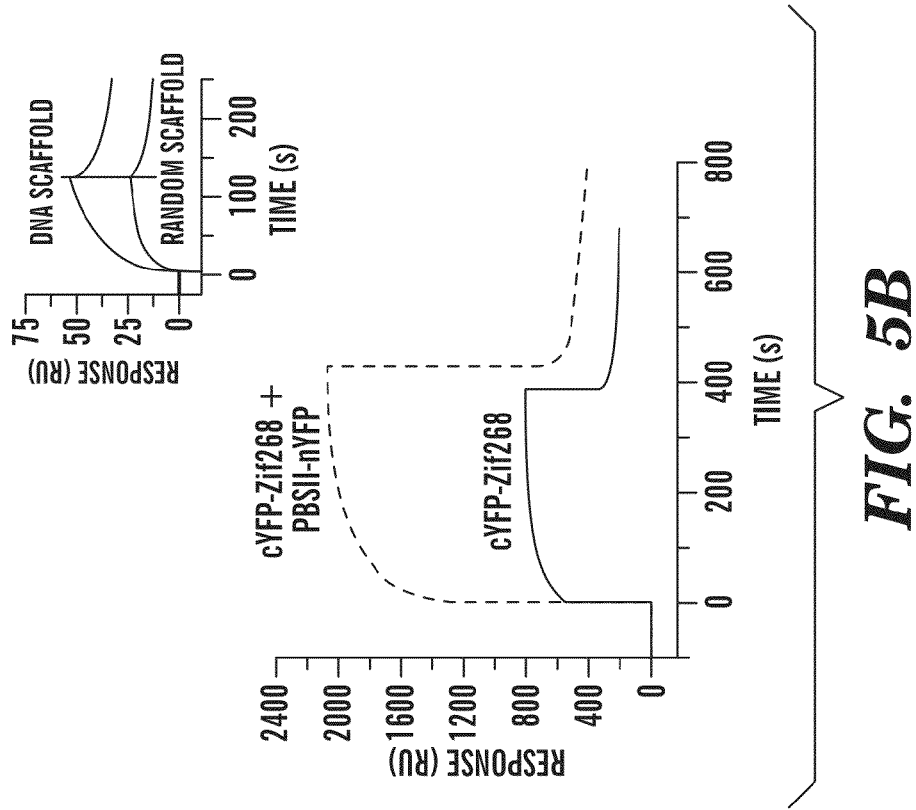 75
50
25
0
RESPONSE (RU)
DNA SCAFFOLD
RANDOM SCAFFOLD
0 100 200
TIME (s)
2400
2000
1600
1200
800
400
0
RESPONSE (RU)
cYFP-Zif268 +
PBSII-nYFP
cYFP-Zif268
0 200 400 600 800
TIME (s)
FIG. 5B